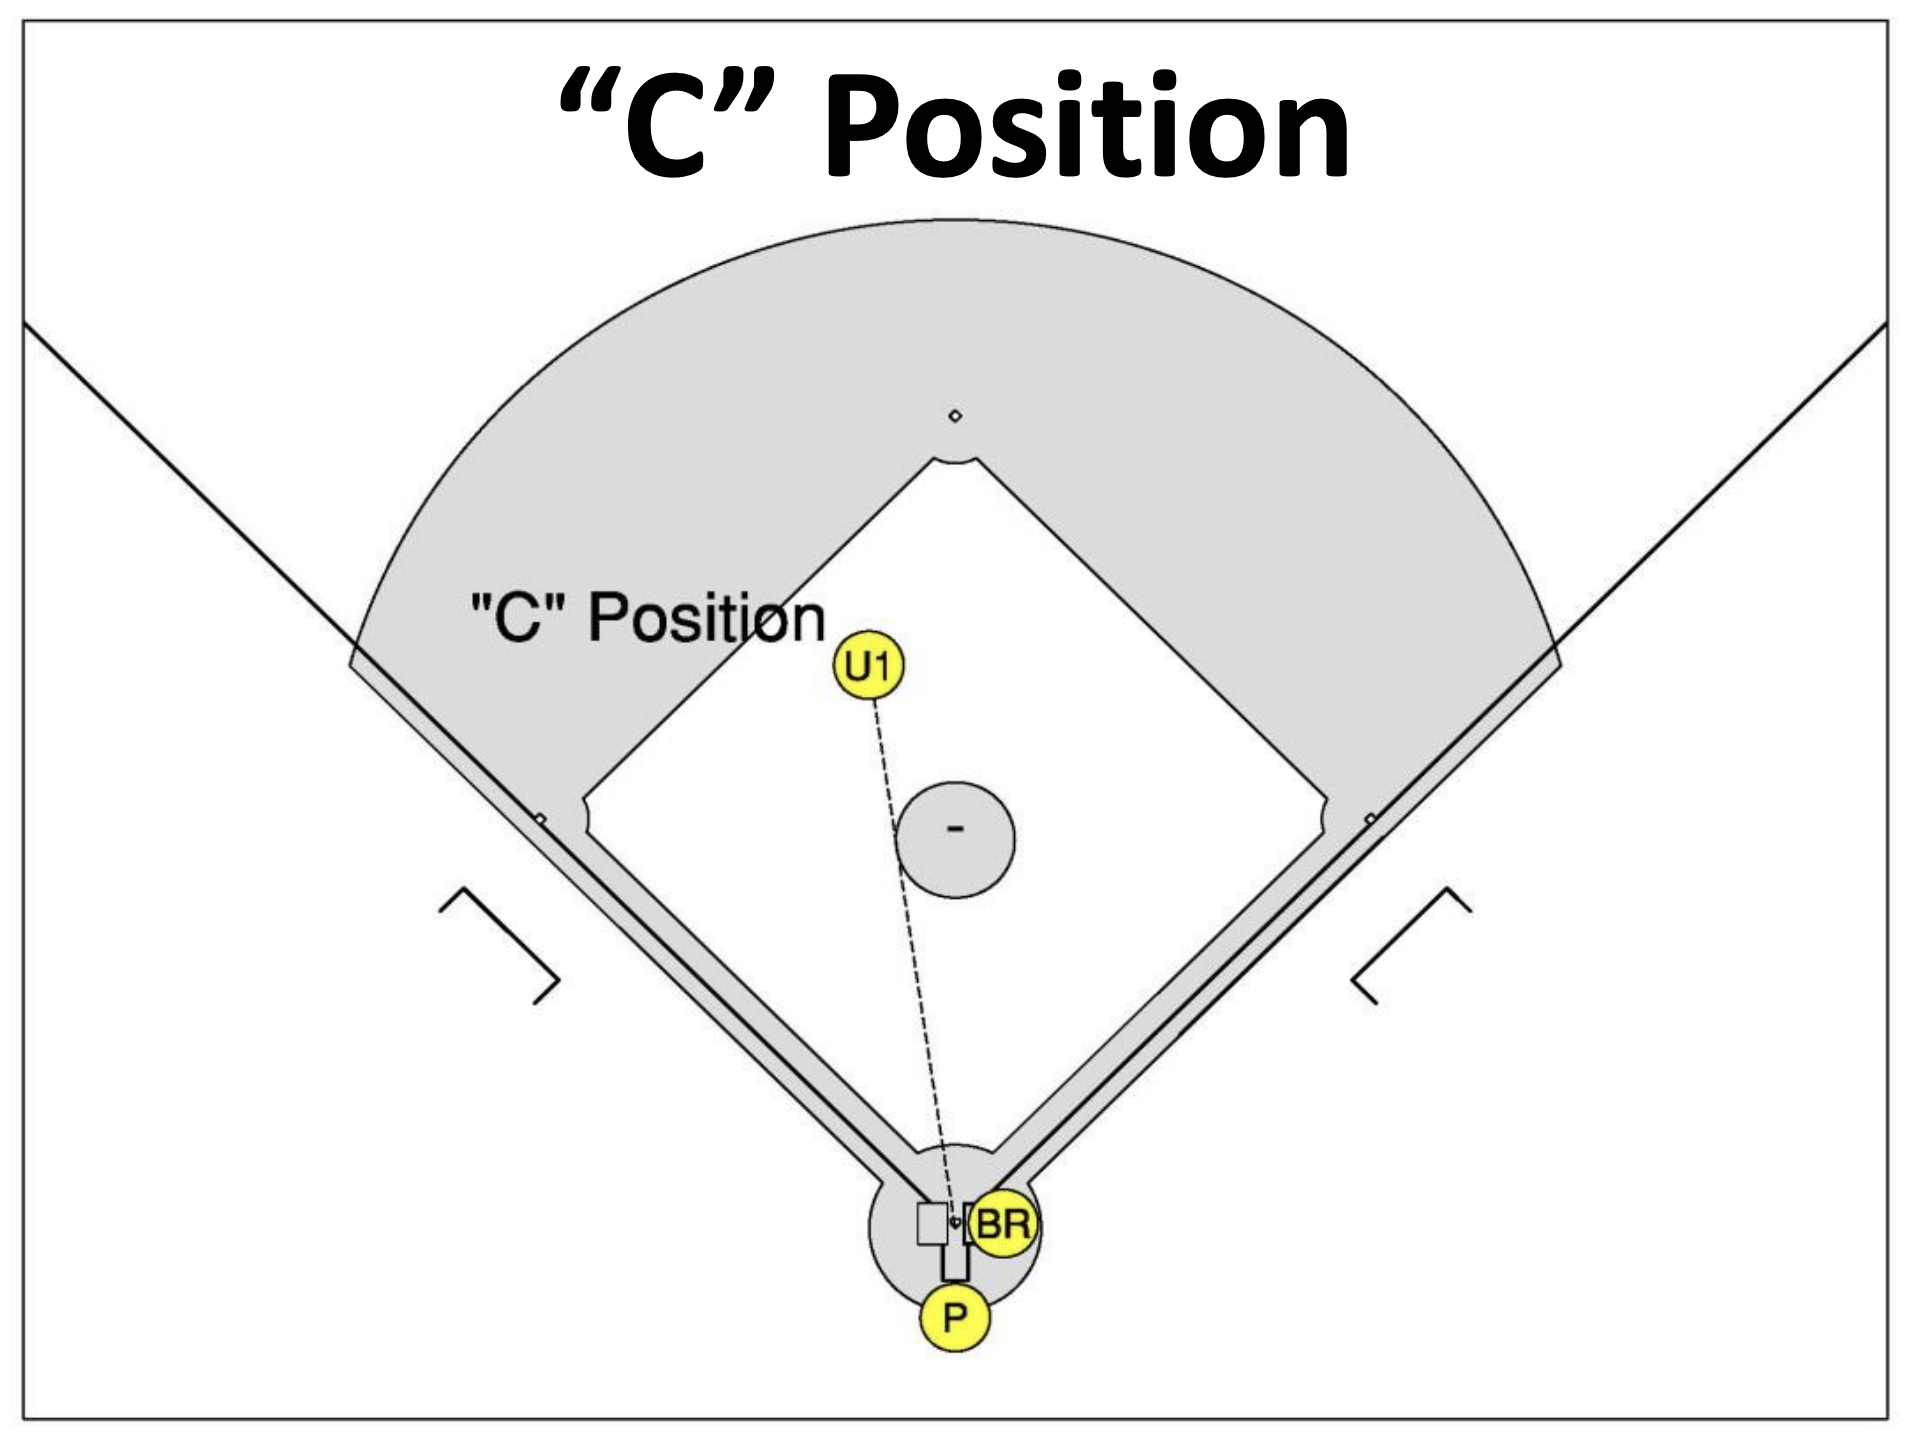 “C” Position
"C" Position
U1
BR
P